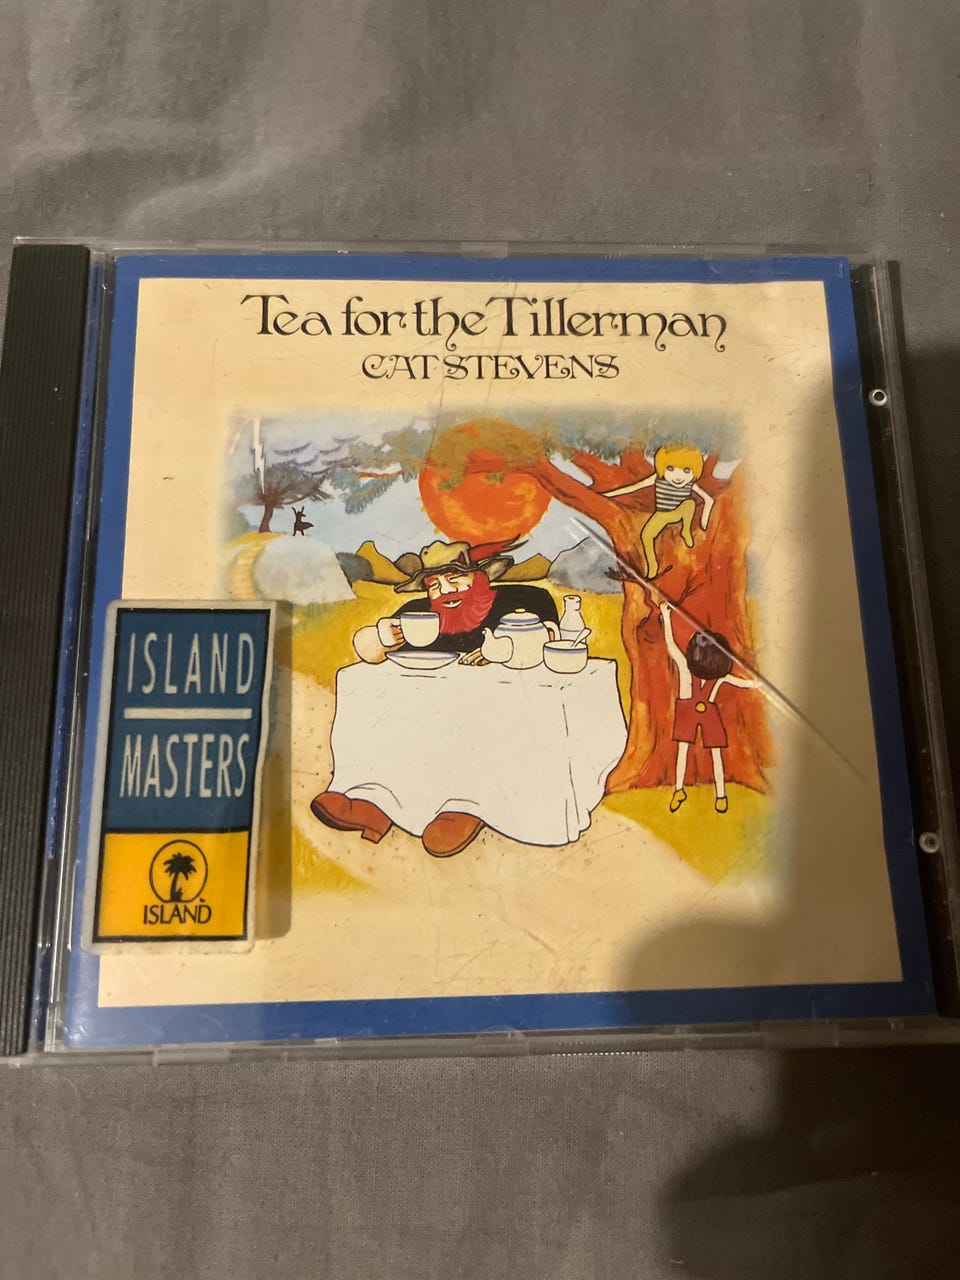 Tea for the Tillerman
CAT STEVENS
ISLAND
MASTERS
ISLAND